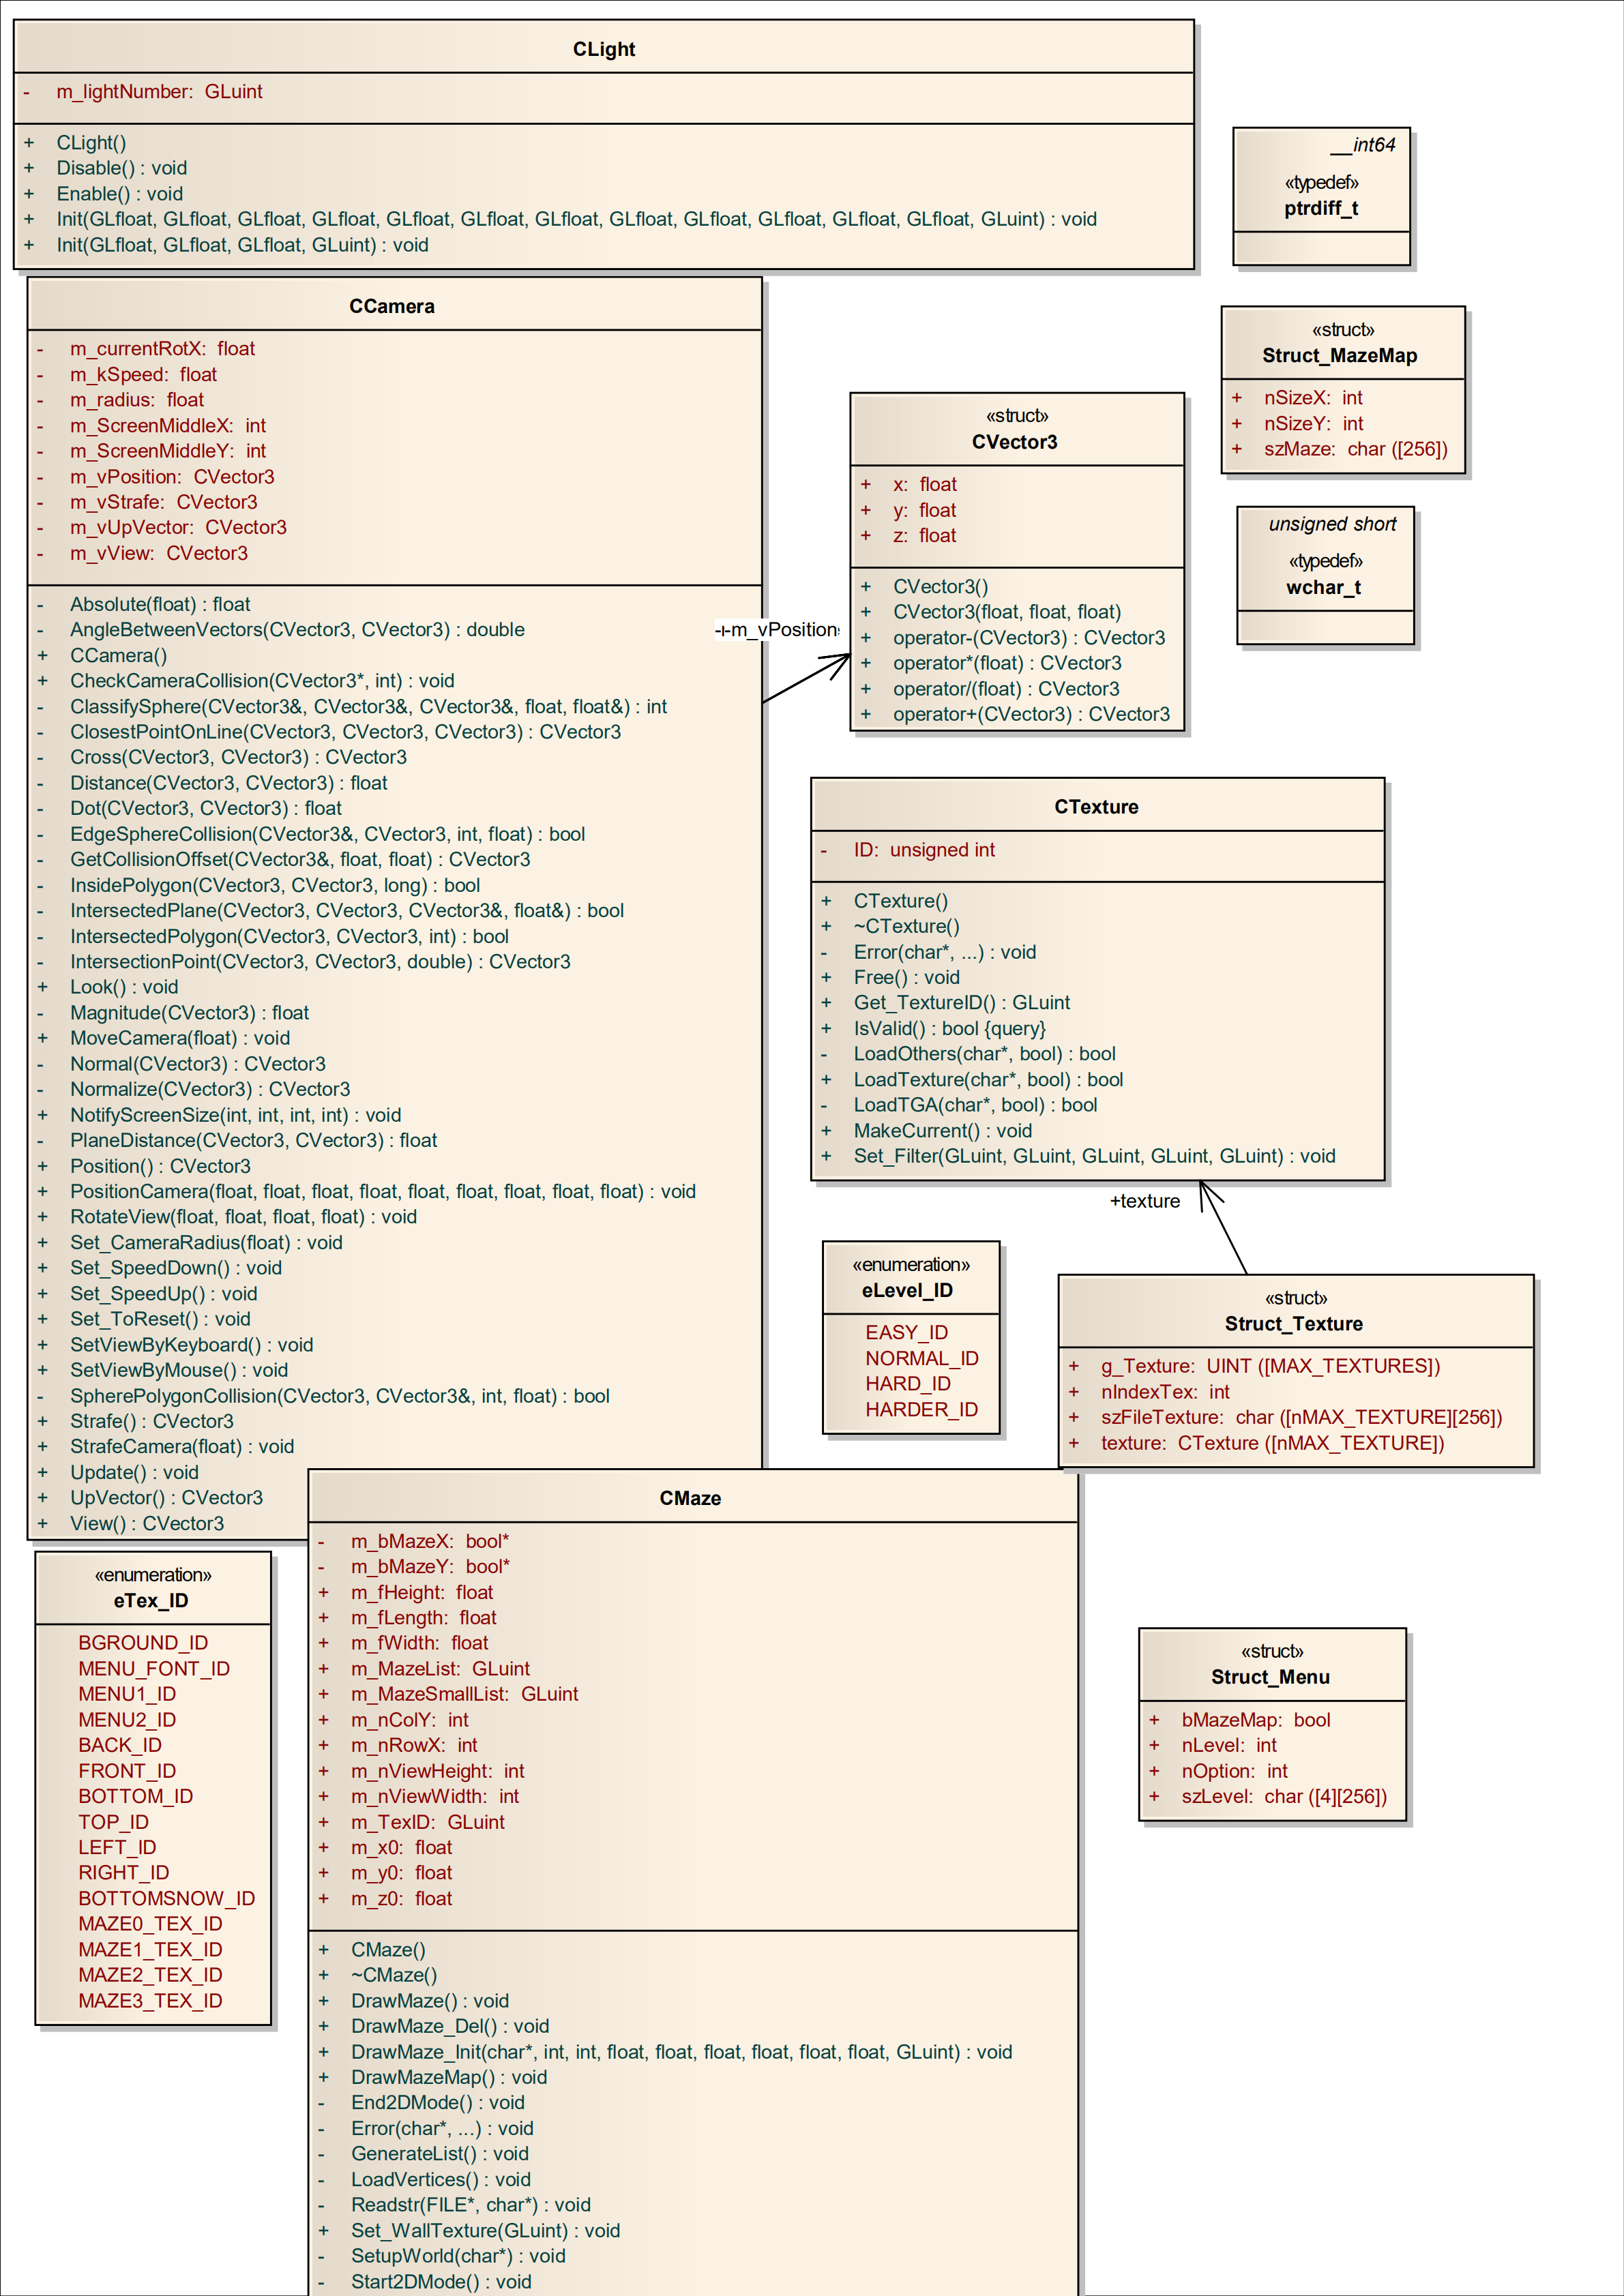 CLight
- m_lightNumber: GLuint
+ CLight()
+ Disable() : void
+ Enable() : void
+ Init(GLfloat, GLfloat, GLfloat, GLfloat, GLfloat, GLfloat, GLfloat, GLfloat, GLfloat, GLfloat, GLfloat, GLfloat, GLuint) : void
+ Init(GLfloat, GLfloat, GLfloat, GLuint) : void
__int64
«typedef»
ptrdiff_t
CCamera
- m_currentRotX: float
- m_kSpeed: float
- m_radius: float
- m_ScreenMiddleX: int
- m_ScreenMiddleY: int
- m_vPosition: CVector3
- m_vStrafe: CVector3
- m_vUpVector: CVector3
- m_vView: CVector3
- Absolute(float) : float
- AngleBetweenVectors(CVector3, CVector3) : double
+ CCamera()
+ CheckCameraCollision(CVector3*, int) : void
- ClassifySphere(CVector3&, CVector3&, CVector3&, float, float&) : int
- ClosestPointOnLine(CVector3, CVector3, CVector3) : CVector3
- Cross(CVector3, CVector3) : CVector3
- Distance(CVector3, CVector3) : float
- Dot(CVector3, CVector3) : float
- EdgeSphereCollision(CVector3&, CVector3, int, float) : bool
- GetCollisionOffset(CVector3&, float, float) : CVector3
- InsidePolygon(CVector3, CVector3, long) : bool
- IntersectedPlane(CVector3, CVector3, CVector3&, float&) : bool
- IntersectedPolygon(CVector3, CVector3, int) : bool
- IntersectionPoint(CVector3, CVector3, double) : CVector3
+ Look() : void
- Magnitude(CVector3) : float
+ MoveCamera(float) : void
- Normal(CVector3) : CVector3
- Normalize(CVector3) : CVector3
+ NotifyScreenSize(int, int, int, int) : void
- PlaneDistance(CVector3, CVector3) : float
+ Position() : CVector3
+ PositionCamera(float, float, float, float, float, float, float, float, float) : void
+ RotateView(float, float, float, float) : void
+ Set_CameraRadius(float) : void
+ Set_SpeedDown() : void
+ Set_SpeedUp() : void
+ Set_ToReset() : void
+ SetViewByKeyboard() : void
+ SetViewByMouse() : void
- SpherePolygonCollision(CVector3, CVector3&, int, float) : bool
+ Strafe() : CVector3
+ StrafeCamera(float) : void
+ Update() : void
+ UpVector() : CVector3
+ View() : CVector3
-m_vPosition
«struct»
CVector3
+ x: float
+ y: float
+ z: float
+ CVector3()
+ CVector3(float, float, float)
+ operator-(CVector3) : CVector3
+ operator*(float) : CVector3
+ operator/(float) : CVector3
+ operator+(CVector3) : CVector3
«struct»
Struct_MazeMap
+ nSizeX: int
+ nSizeY: int
+ szMaze: char ([256])
unsigned short
«typedef»
wchar_t
CTexture
- ID: unsigned int
+ CTexture()
+ ~CTexture()
- Error(char*, ...) : void
+ Free() : void
+ Get_TextureID() : GLuint
+ IsValid() : bool {query}
- LoadOthers(char*, bool) : bool
+ LoadTexture(char*, bool) : bool
- LoadTGA(char*, bool) : bool
+ MakeCurrent() : void
+ Set_Filter(GLuint, GLuint, GLuint, GLuint, GLuint) : void
+texture
«enumeration»
eLevel_ID
EASY_ID
NORMAL_ID
HARD_ID
HARDER_ID
«struct»
Struct_Texture
+ g_Texture: UINT ([MAX_TEXTURES])
+ nIndexTex: int
+ szFileTexture: char ([nMAX_TEXTURE][256])
+ texture: CTexture ([nMAX_TEXTURE])
«enumeration»
eTex_ID
BGROUND_ID
MENU_FONT_ID
MENU1_ID
MENU2_ID
BACK_ID
FRONT_ID
BOTTOM_ID
TOP_ID
LEFT_ID
RIGHT_ID
BOTTOMSNOW_ID
MAZE0_TEX_ID
MAZE1_TEX_ID
MAZE2_TEX_ID
MAZE3_TEX_ID
CMaze
- m_bMazeX: bool*
- m_bMazeY: bool*
+ m_fHeight: float
+ m_fLength: float
+ m_fWidth: float
+ m_MazeList: GLuint
+ m_MazeSmallList: GLuint
+ m_nColY: int
+ m_nRowX: int
+ m_nViewHeight: int
+ m_nViewWidth: int
+ m_TexID: GLuint
+ m_x0: float
+ m_y0: float
+ m_z0: float
+ CMaze()
+ ~CMaze()
+ DrawMaze() : void
+ DrawMaze_Del() : void
+ DrawMaze_Init(char*, int, int, float, float, float, float, float, float, GLuint) : void
+ DrawMazeMap() : void
- End2DMode() : void
- Error(char*, ...) : void
- GenerateList() : void
- LoadVertices() : void
- Readstr(FILE*, char*) : void
+ Set_WallTexture(GLuint) : void
- SetupWorld(char*) : void
- Start2DMode() : void
«struct»
Struct_Menu
+ bMazeMap: bool
+ nLevel: int
+ nOption: int
+ szLevel: char ([4][256])